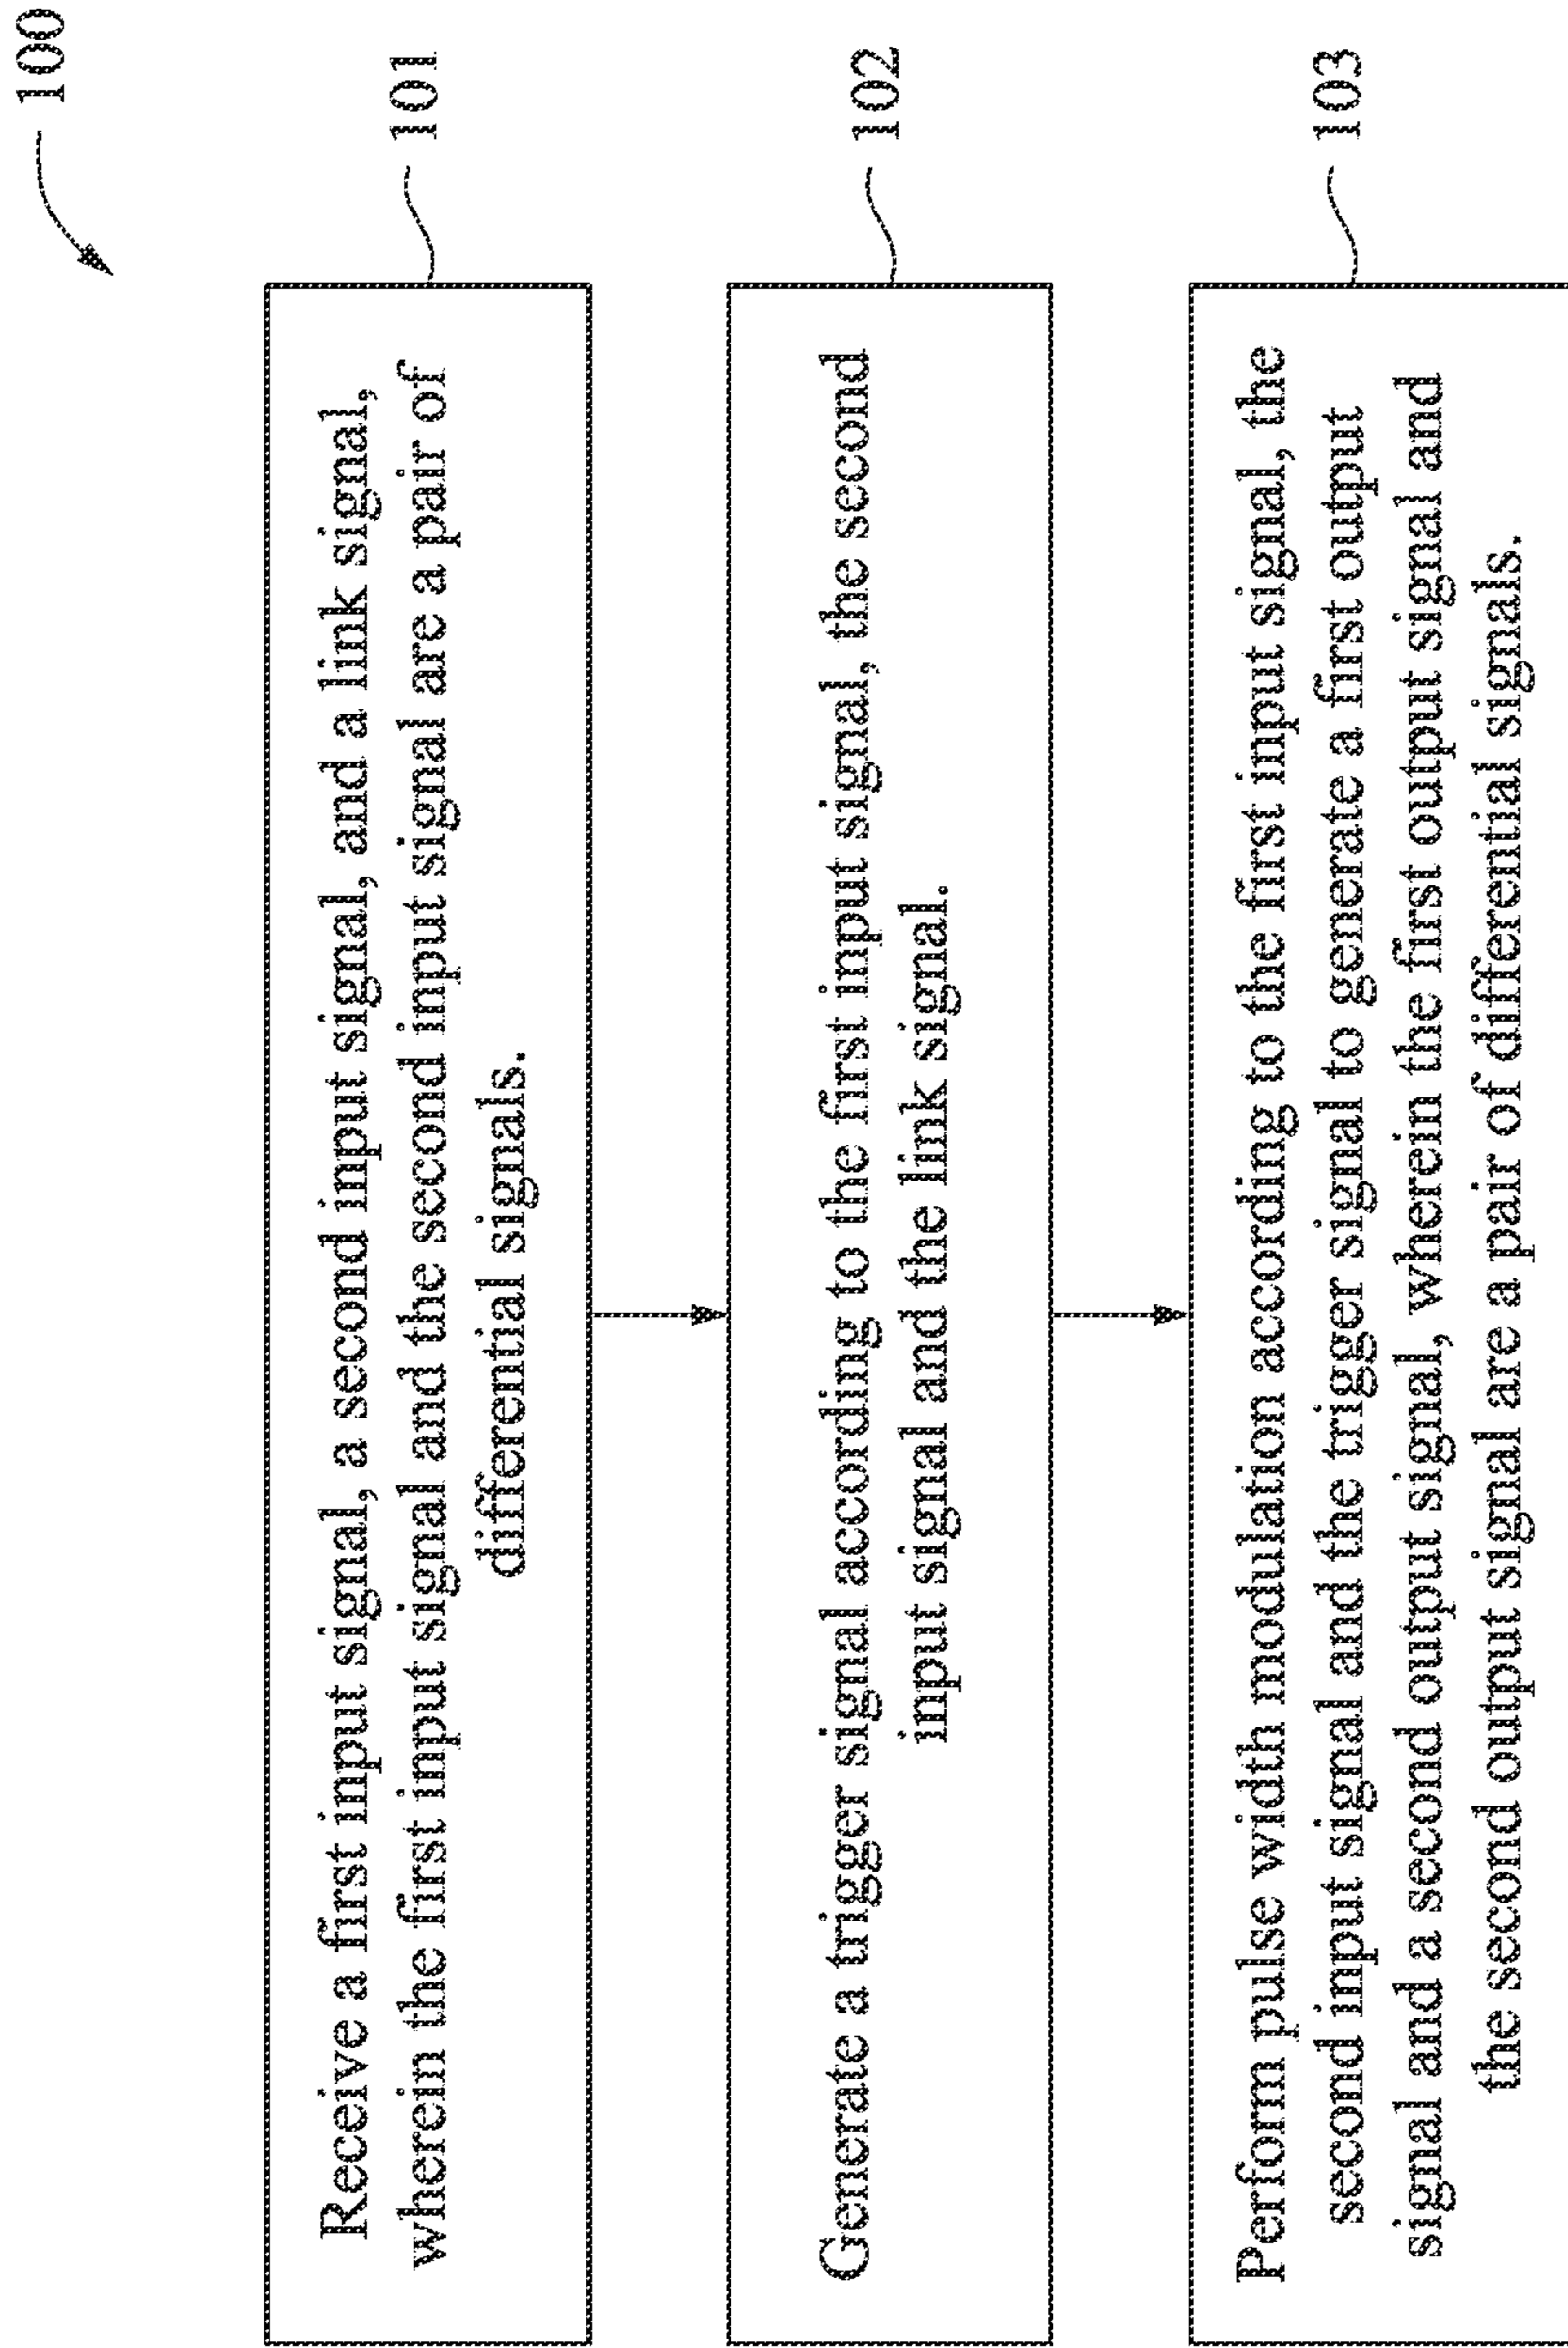 100
Receive a first input signal, a second input signal, and a link signal,
wherein the first input signal and the second input signal are a pair of
differential signals.
101
Generate a trigger signal according to the first input signal, the second
input signal and the link signal.
102
Perform pulse width modulation according to the first input signal, the
second input signal and the trigger signal to generate a first output
signal and a second output signal, wherein the first output signal and
the second output signal are a pair of differential signals.
103